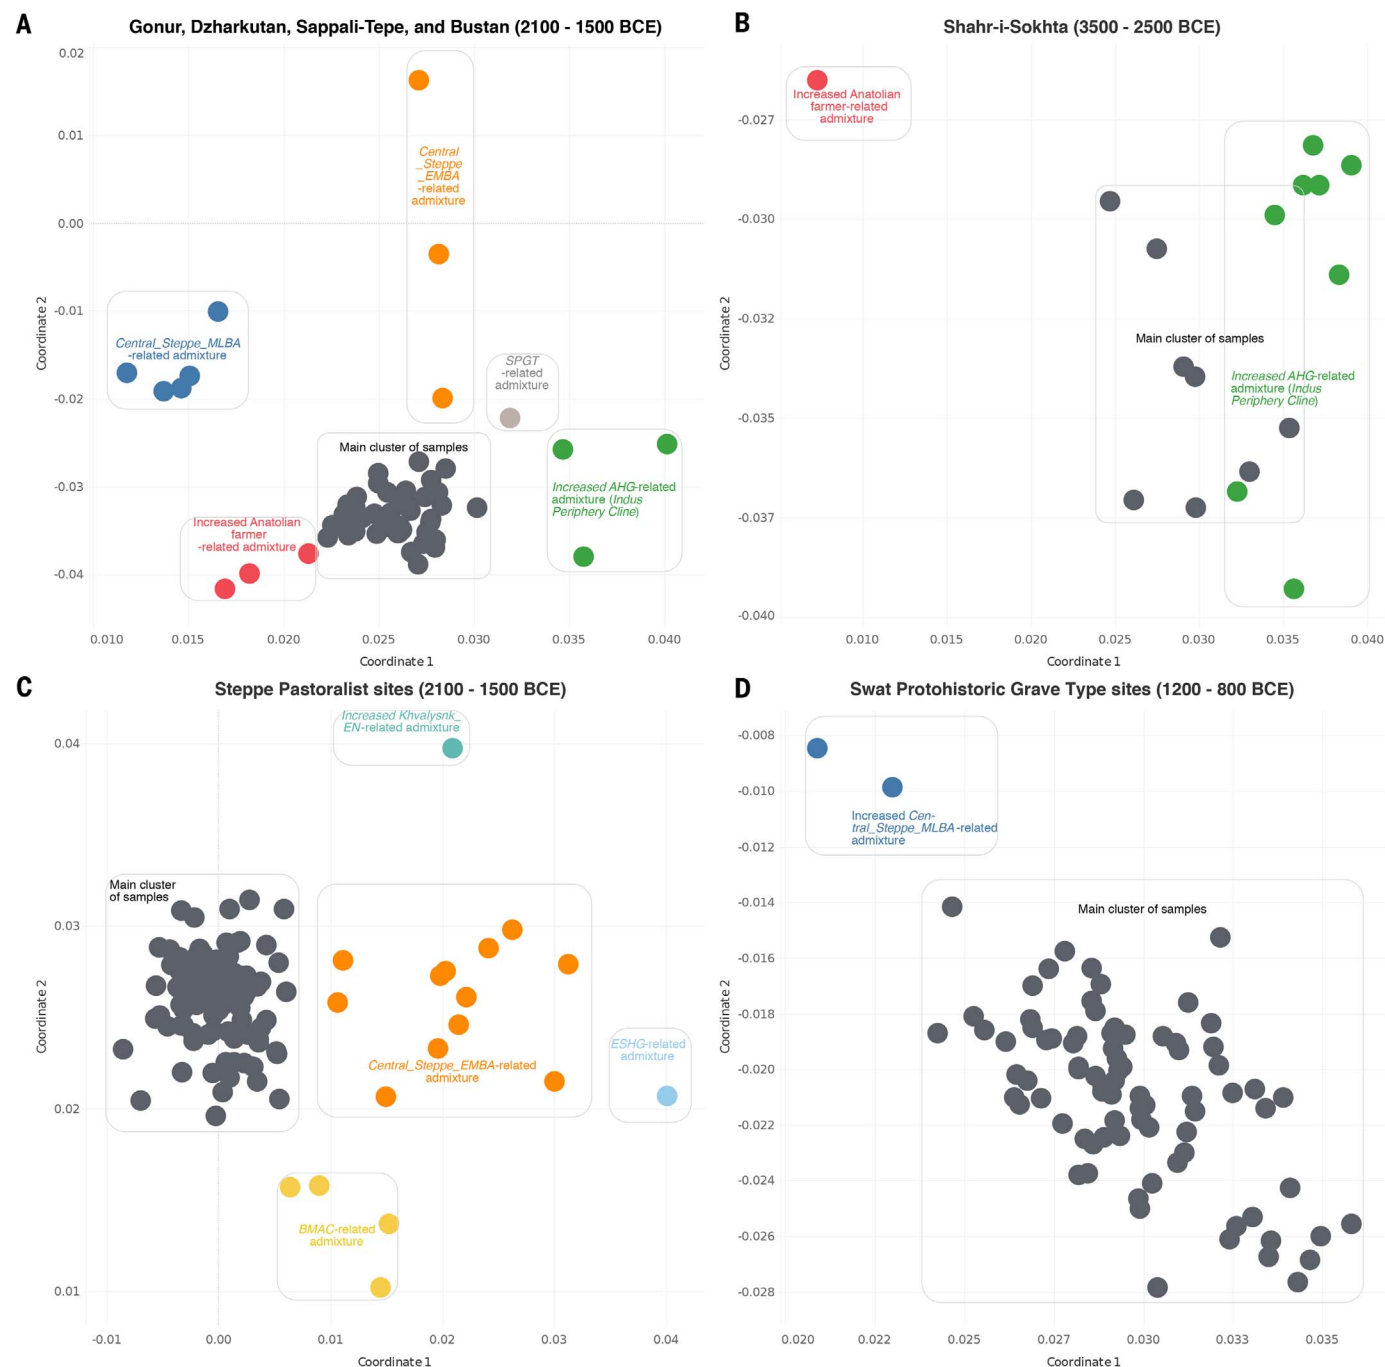 A
Gonur, Dzharkutan, Sappali-Tepe, and Bustan (2100 - 1500 BCE)
0.02
0.01
0.00
-0.01
-0.02
-0.03
-0.04
Coordinate 2
Central
_Steppe
_EMBA
-related
admixture
Central_Steppe_MLBA
-related admixture
SPGT
-related
admixture
Main cluster of samples
Increased AHG-related
admixture (Indus
Periphery Cline)
Increased Anatolian
farmer
-related admixture
0.010
0.015
0.020
0.025
0.030
0.035
0.040
Coordinate 1
B
Shahr-i-Sokhta (3500 - 2500 BCE)
-0.027
-0.030
-0.032
-0.035
-0.037
-0.040
Coordinate 2
Increased Anatolian
farmer-related
admixture
Main cluster of samples
Increased AHG-related
admixture (Indus
Periphery Cline)
0.010
0.015
0.020
0.025
0.030
0.035
0.040
Coordinate 1
C
Steppe Pastoralist sites (2100 - 1500 BCE)
0.04
0.03
0.02
0.01
Coordinate 2
Increased Khvalysnk_
EN-related admixture
Main cluster
of samples
Central_Steppe_EMBA-related
admixture
ESHG-related
admixture
BMAC-related
admixture
-0.01
0.00
0.01
0.02
0.03
0.04
Coordinate 1
D
Swat Protohistoric Grave Type sites (1200 - 800 BCE)
-0.008
-0.010
-0.012
-0.014
-0.016
-0.018
-0.020
-0.022
-0.024
-0.026
-0.028
Coordinate 2
Increased Cen-
tral_Steppe_MLBA-related
admixture
Main cluster of samples
0.020
0.022
0.025
0.027
0.030
0.033
0.035
Coordinate 1